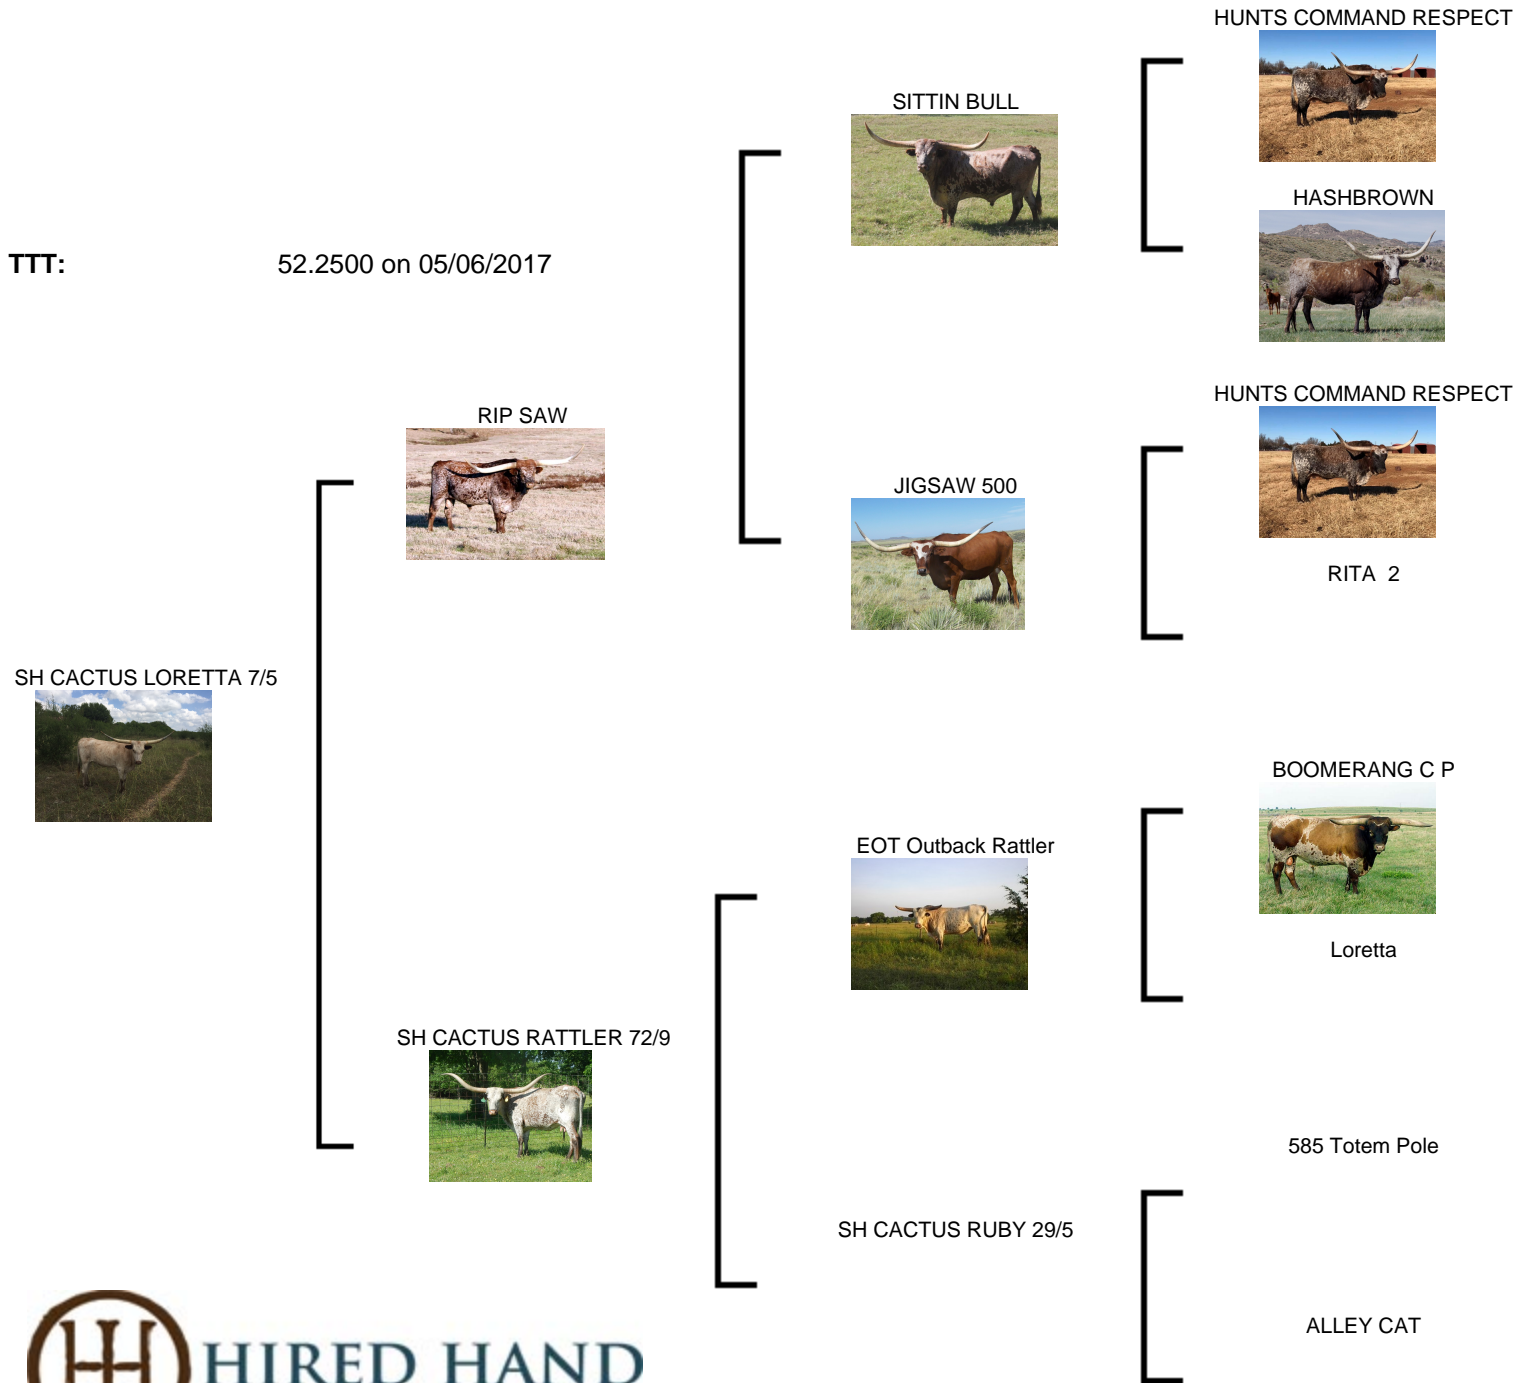 HUNTS COMMAND RESPECT
SITTIN BULL
HASHBROWN
TTT: 52.2500 on 05/06/2017
HUNTS COMMAND RESPECT
RIP SAW
JIGSAW 500
RITA 2
SH CACTUS LORETTA 7/5
BOOMERANG C P
EOT Outback Rattler
Loretta
SH CACTUS RATTLER 72/9
585 Totem Pole
SH CACTUS RUBY 29/5
ALLEY CAT
HIRED HAND